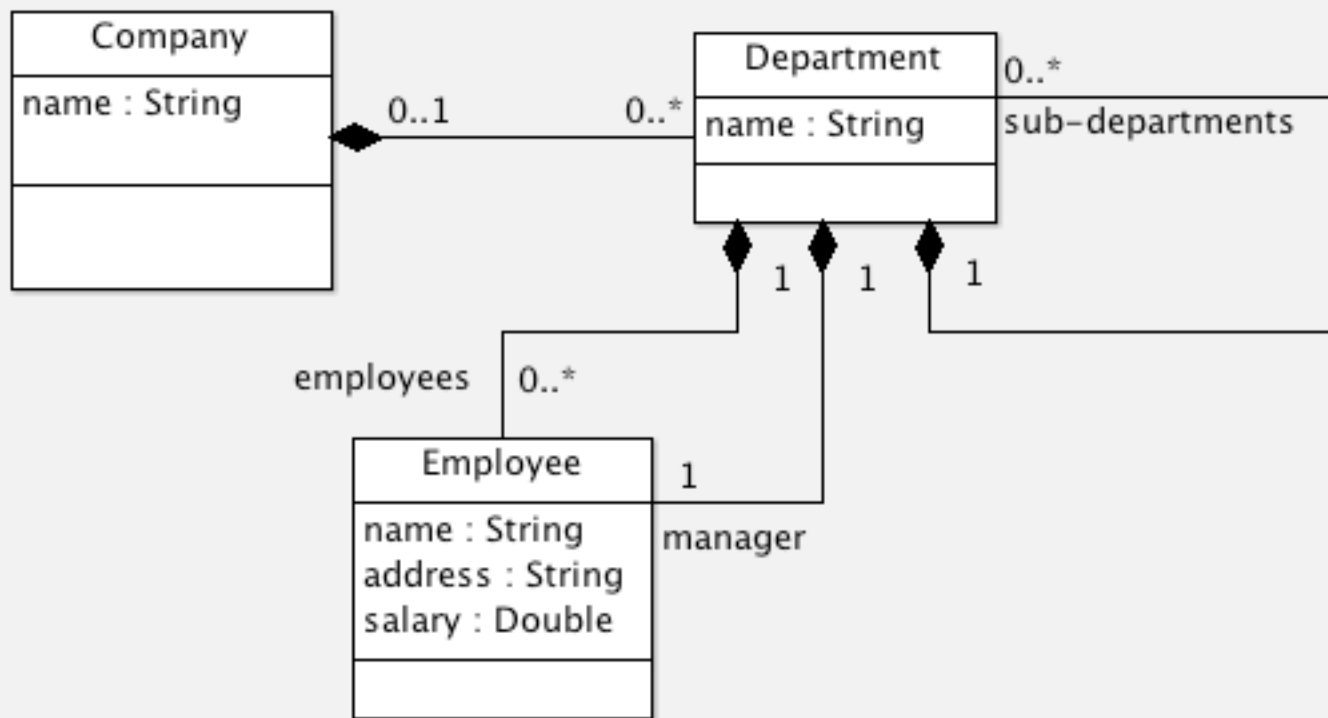 Company
name : String
0..1
0..*
Department
name : String
0..*
sub-departments
1
1
1
employees
0..*
Employee
name : String
address : String
salary : Double
1
manager